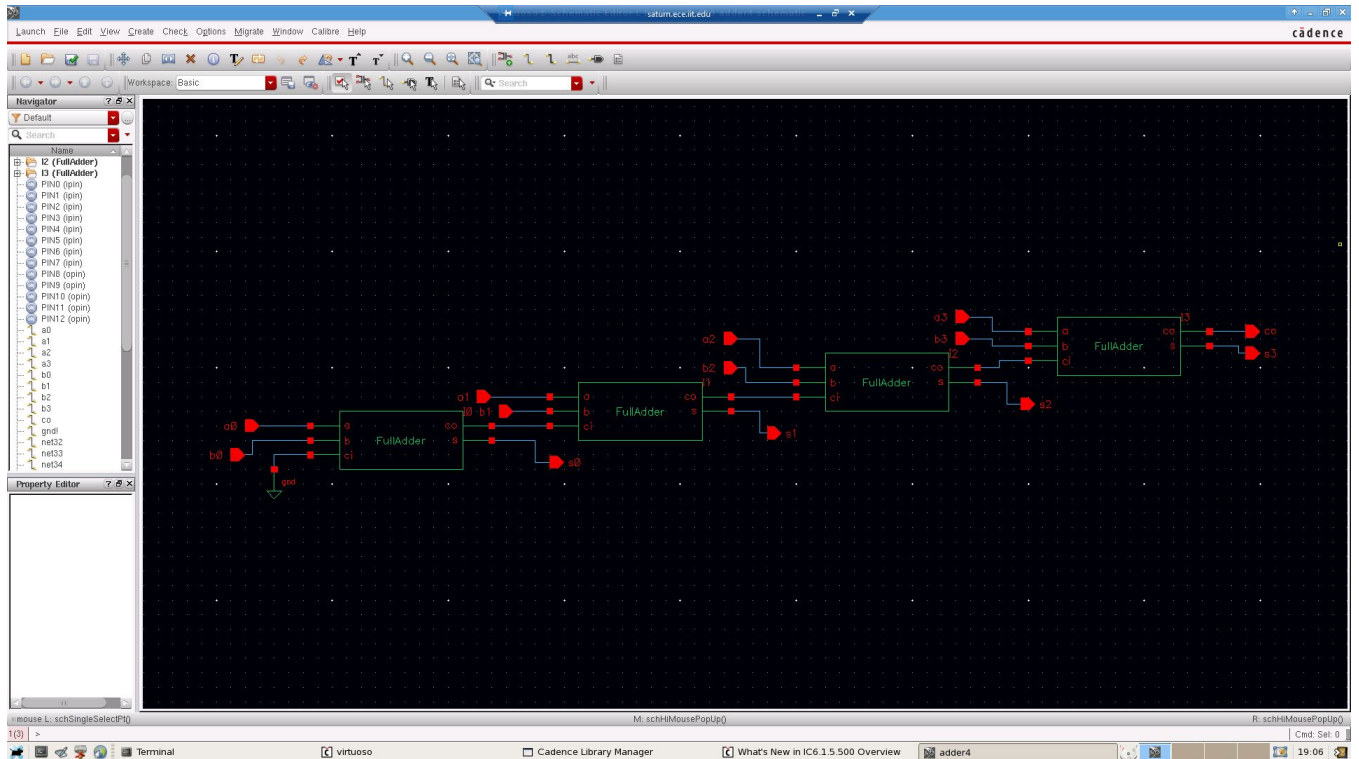 saturn.ece.iit.edu
Launch File Edit View Create Check Options Migrate Window Calibre Help
cādence
Workspace: Basic
Search
Navigator
Default
Search
Name
I2 (FullAdder)
I3 (FullAdder)
PIN0 (ipin)
PIN1 (ipin)
PIN2 (ipin)
PIN3 (ipin)
PIN4 (ipin)
PIN5 (ipin)
PIN6 (ipin)
PIN7 (ipin)
PIN8 (opin)
PIN9 (opin)
PIN10 (opin)
PIN11 (opin)
PIN12 (opin)
a0
a1
a2
a3
b0
b1
b2
b3
co
gnd!
net32
net33
net34
Property Editor
a3
I3
a co co
b3
b FullAdder s s3
ci
a2
I2
b2
a co
b FullAdder s
ci
s2
I1
a1
a co
I0 b1
b FullAdder s
ci
s1
a0
a co
b FullAdder s
b0
ci
s0
gnd
mouse L: schSingleSelectPt()
M: schHiMousePopUp()
R: schHiMousePopUp()
1(3) >
Cmd: Sel: 0
Terminal
virtuoso
Cadence Library Manager
What's New in IC6.1.5.500 Overview
adder4
19:06